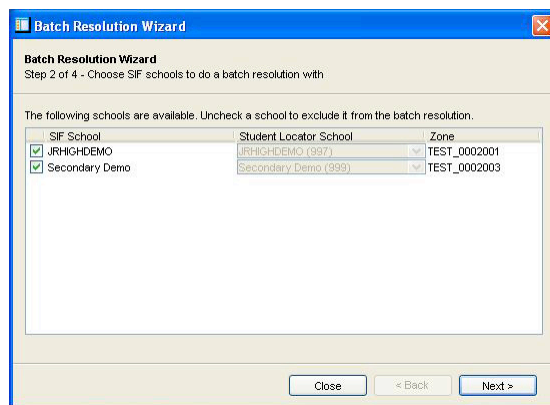 Batch Resolution Wizard
Batch Resolution Wizard
Step 2 of 4 - Choose SIF schools to do a batch resolution with
The following schools are available. Uncheck a school to exclude it from the batch resolution.
SIF School Student Locator School Zone
JRHIGHDEMO JRHIGHDEMO (997) TEST_0002001
Secondary Demo Secondary Demo (999) TEST_0002003
Close < Back Next >